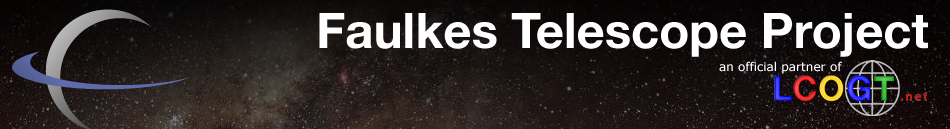 Faulkes Telescope Project
an official partner of
LCOGT.net